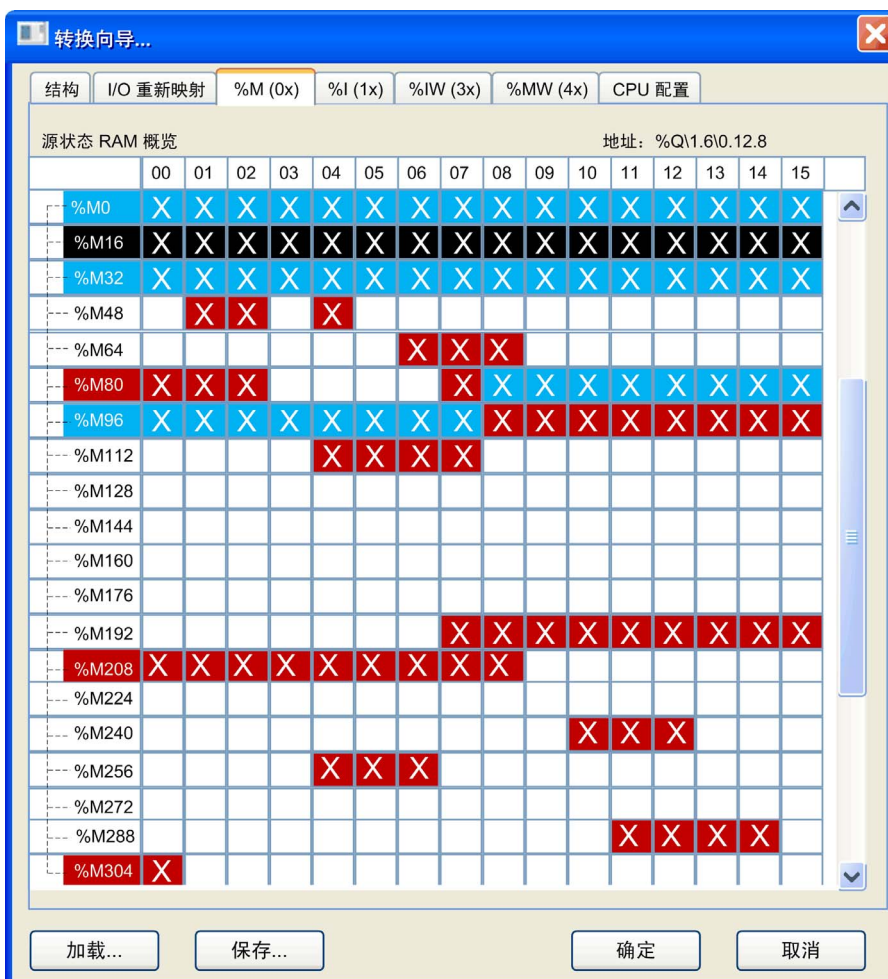 转换向导...
结构 I/O 重新映射 %M (0x) %I (1x) %IW (3x) %MW (4x) CPU 配置
源状态 RAM 概览 地址: %Q\1.6\0.12.8
00 01 02 03 04 05 06 07 08 09 10 11 12 13 14 15
%M0 X X X X X X X X X X X X X X X X
%M16 X X X X X X X X X X X X X X X X
%M32 X X X X X X X X X X X X X X X X
%M48 X X X
%M64 X X X
%M80 X X X X X X X X X X X X
%M96 X X X X X X X X X X X X X X X X
%M112 X X X X
%M128
%M144
%M160
%M176
%M192 X X X X X X X X X
%M208 X X X X X X X X X
%M224
%M240 X X X
%M256 X X X
%M272
%M288 X X X X
%M304 X
加载... 保存... 确定 取消